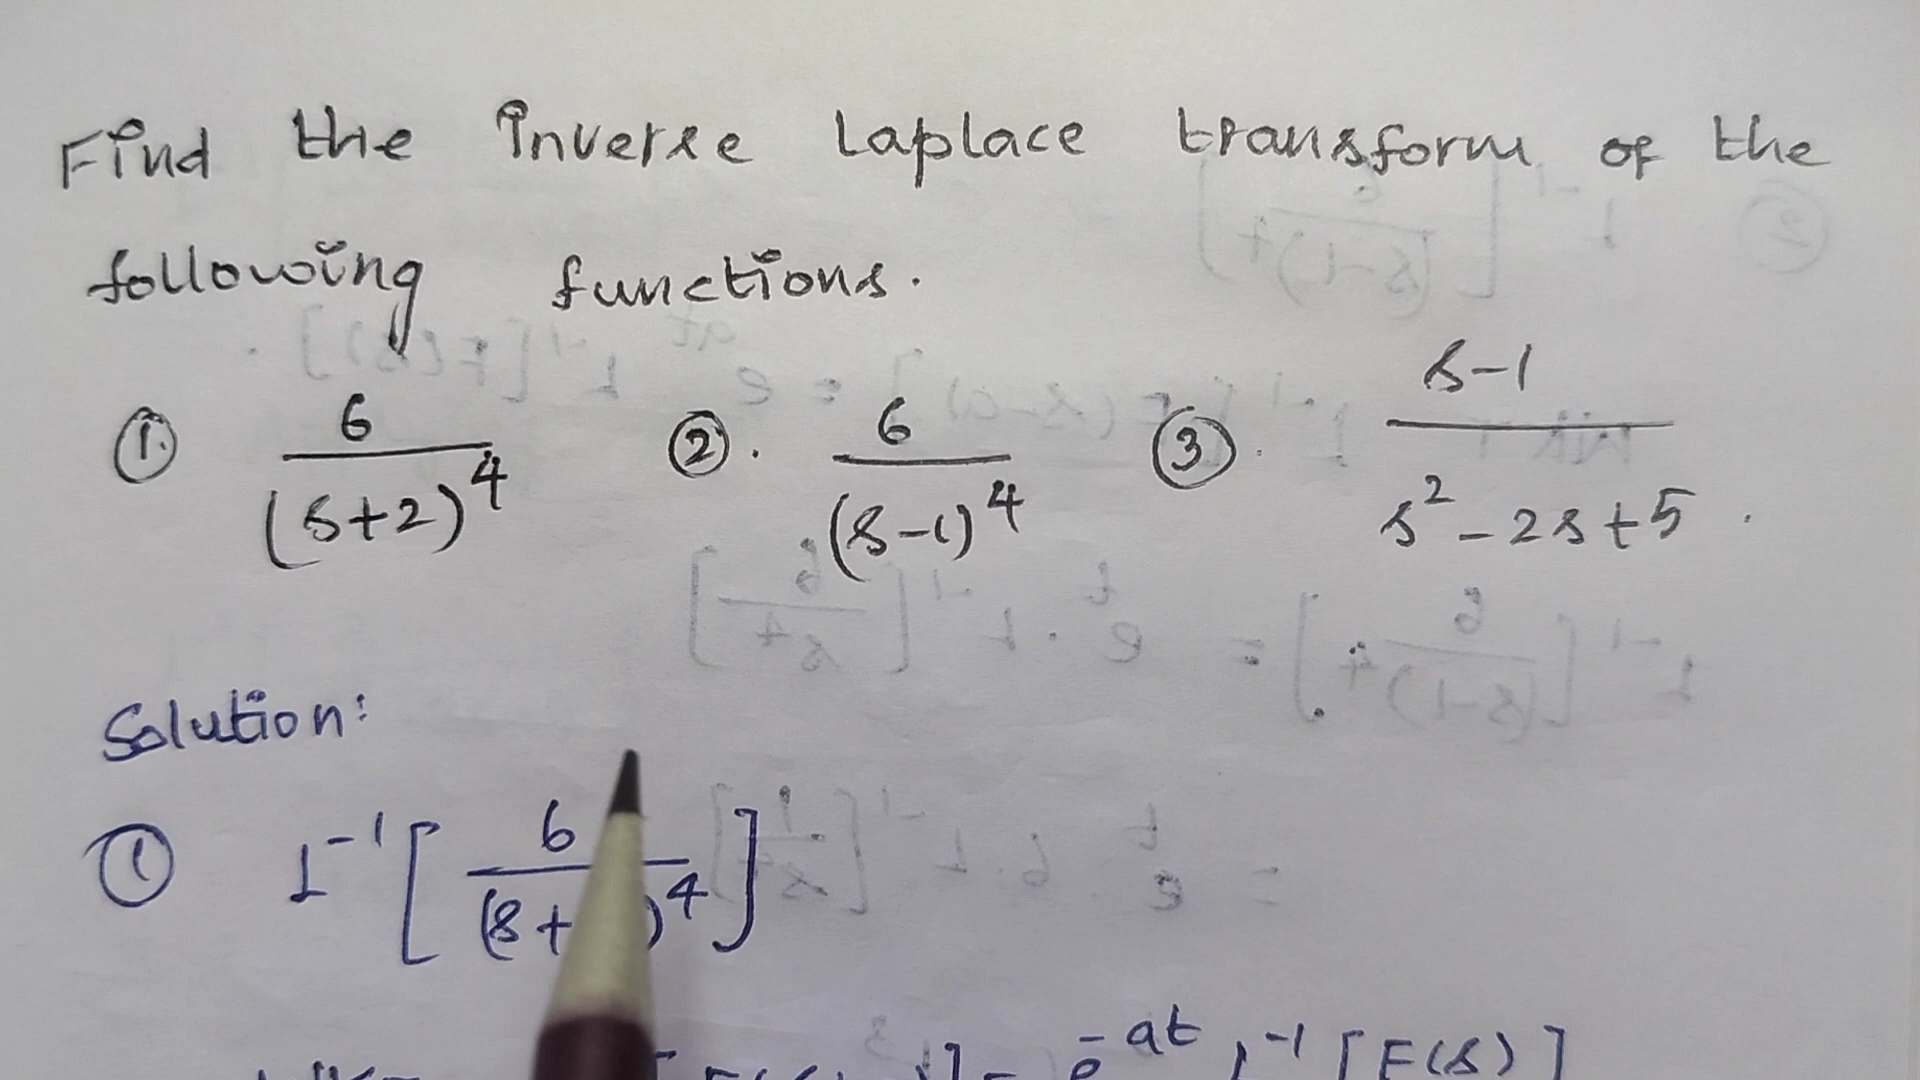 Find the Inverse Laplace transform of the
following functions.
① 6/(s+2)^4 ②. 6/(s-1)^4 ③. s-1/s^2-2s+5.
Solution:
① L^-1[6/(s+ )^4]
e^-at L^-1[F(s)]